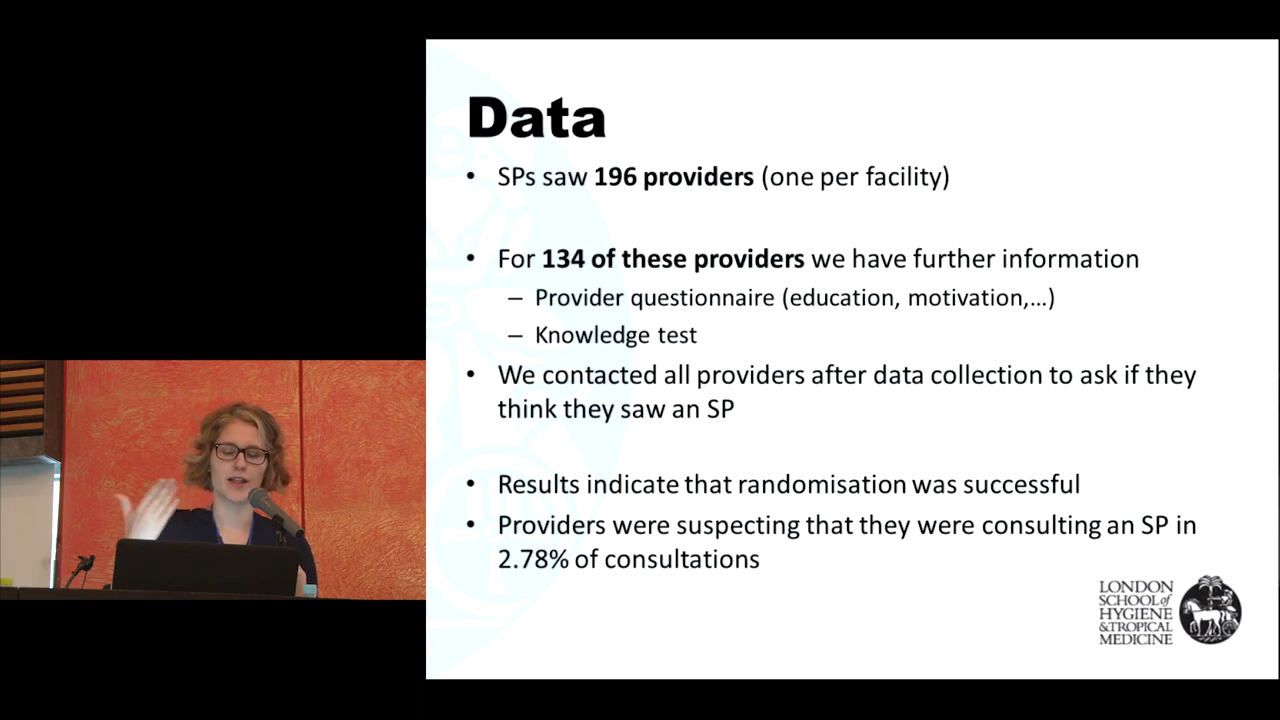 Data
• SPs saw 196 providers (one per facility)
• For 134 of these providers we have further information
– Provider questionnaire (education, motivation,...)
– Knowledge test
• We contacted all providers after data collection to ask if they
think they saw an SP
• Results indicate that randomisation was successful
• Providers were suspecting that they were consulting an SP in
2.78% of consultations
LONDON
SCHOOL of
HYGIENE
& TROPICAL
MEDICINE